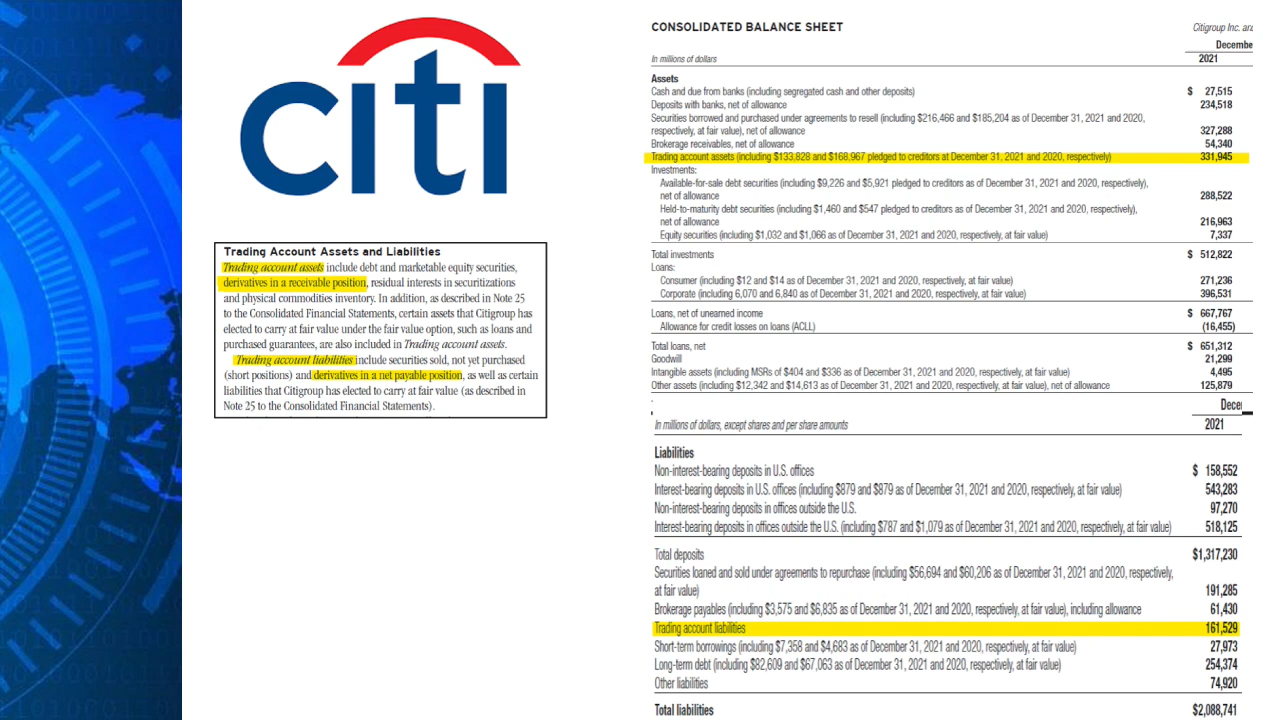 citi
Trading Account Assets and Liabilities
Trading account assets include debt and marketable equity securities,
derivatives in a receivable position, residual interests in securitizations
and physical commodities inventory. In addition, as described in Note 25
to the Consolidated Financial Statements, certain assets that Citigroup has
elected to carry at fair value under the fair value option, such as loans and
purchased guarantees, are also included in Trading account assets.
Trading account liabilities include securities sold, not yet purchased
(short positions) and derivatives in a net payable position, as well as certain
liabilities that Citigroup has elected to carry at fair value (as described in
Note 25 to the Consolidated Financial Statements).
CONSOLIDATED BALANCE SHEET Citigroup Inc. an
Decembe
In millions of dollars 2021
Assets
Cash and due from banks (including segregated cash and other deposits) $ 27,515
Deposits with banks, net of allowance 234,518
Securities borrowed and purchased under agreements to resell (including $216,466 and $185,204 as of December 31, 2021 and 2020,
respectively, at fair value), net of allowance 327,288
Brokerage receivables, net of allowance 54,340
Trading account assets (including $133,828 and $168,967 pledged to creditors at December 31, 2021 and 2020, respectively) 331,945
Investments:
Available-for-sale debt securities (including $9,226 and $5,921 pledged to creditors as of December 31, 2021 and 2020, respectively),
net of allowance 288,522
Held-to-maturity debt securities (including $1,460 and $547 pledged to creditors as of December 31, 2021 and 2020, respectively),
net of allowance 216,963
Equity securities (including $1,032 and $1,066 as of December 31, 2021 and 2020, respectively, at fair value) 7,337
Total investments $ 512,822
Loans:
Consumer (including $12 and $14 as of December 31, 2021 and 2020, respectively, at fair value) 271,236
Corporate (including 6,070 and 6,840 as of December 31, 2021 and 2020, respectively, at fair value) 396,531
Loans, net of unearned income $ 667,767
Allowance for credit losses on loans (ACLL) (16,455)
Total loans, net $ 651,312
Goodwill 21,299
Intangible assets (including MSRs of $404 and $336 as of December 31, 2021 and 2020, respectively, at fair value) 4,495
Other assets (including $12,342 and $14,613 as of December 31, 2021 and 2020, respectively, at fair value), net of allowance 125,879
Dece
In millions of dollars, except shares and per share amounts 2021
Liabilities
Non-interest-bearing deposits in U.S. offices $ 158,552
Interest-bearing deposits in U.S. offices (including $879 and $879 as of December 31, 2021 and 2020, respectively, at fair value) 543,283
Non-interest-bearing deposits in offices outside the U.S. 97,270
Interest-bearing deposits in offices outside the U.S. (including $787 and $1,079 as of December 31, 2021 and 2020, respectively, at fair value) 518,125
Total deposits $1,317,230
Securities loaned and sold under agreements to repurchase (including $56,694 and $60,206 as of December 31, 2021 and 2020, respectively,
at fair value) 191,285
Brokerage payables (including $3,575 and $6,835 as of December 31, 2021 and 2020, respectively, at fair value), including allowance 61,430
Trading account liabilities 161,529
Short-term borrowings (including $7,358 and $4,683 as of December 31, 2021 and 2020, respectively, at fair value) 27,973
Long-term debt (including $82,609 and $67,063 as of December 31, 2021 and 2020, respectively, at fair value) 254,374
Other liabilities 74,920
Total liabilities $2,088,741